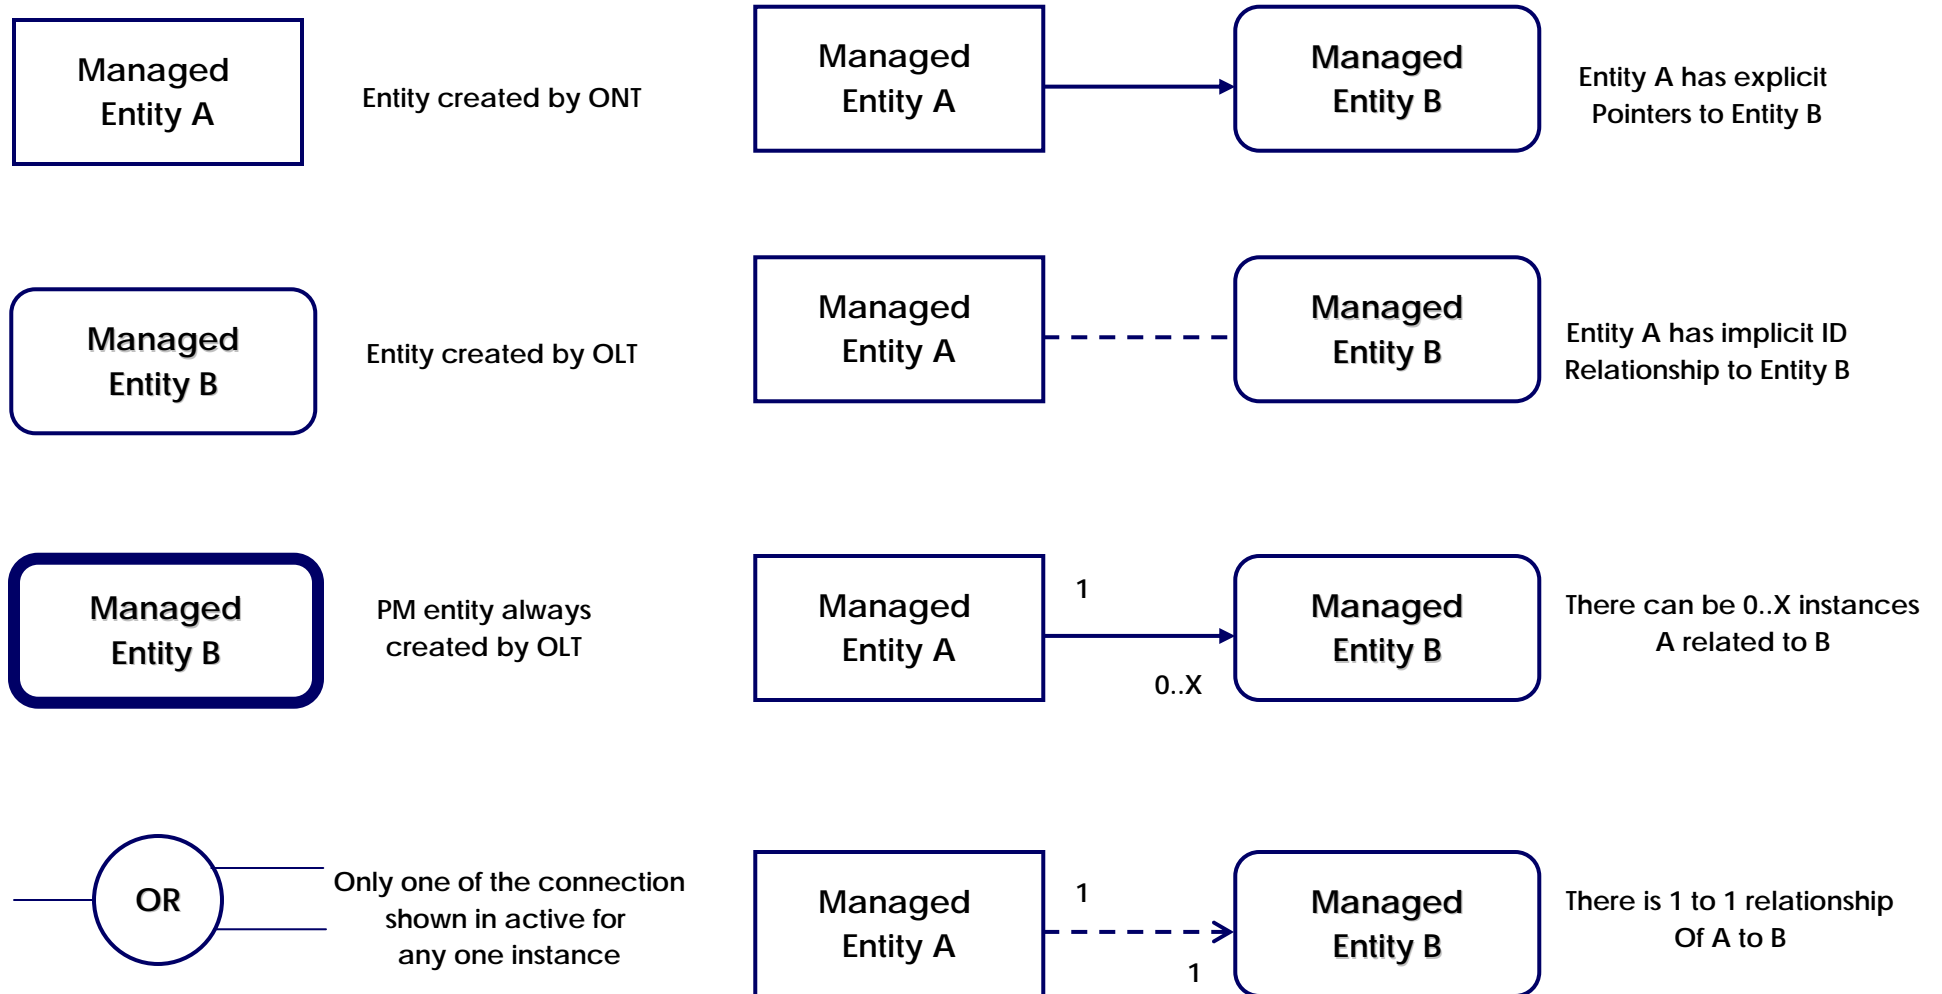 Managed
Entity A
Entity created by ONT
Managed
Entity A
Managed
Entity B
Entity A has explicit
Pointers to Entity B
Managed
Entity B
Entity created by OLT
Managed
Entity A
Managed
Entity B
Entity A has implicit ID
Relationship to Entity B
Managed
Entity B
PM entity always
created by OLT
Managed
Entity A
1
0..X
Managed
Entity B
There can be 0..X instances
A related to B
OR
Only one of the connection
shown in active for
any one instance
Managed
Entity A
1
1
Managed
Entity B
There is 1 to 1 relationship
Of A to B